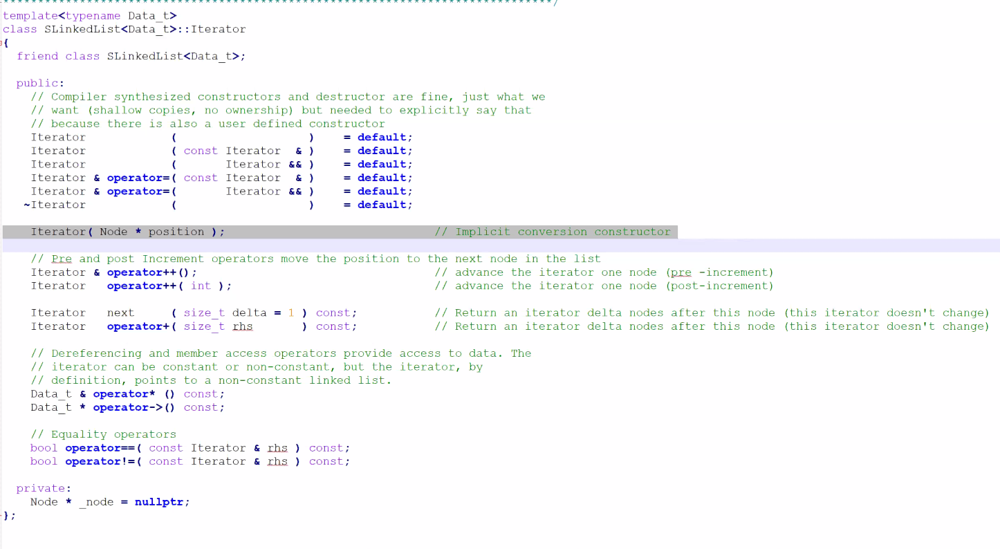 *******************************************************************************/
template<typename Data_t>
class SLinkedList<Data_t>::Iterator
{
  friend class SLinkedList<Data_t>;

  public:
    // Compiler synthesized constructors and destructor are fine, just what we
    // want (shallow copies, no ownership) but needed to explicitly say that
    // because there is also a user defined constructor
    Iterator            (                   )    = default;
    Iterator            ( const Iterator  & )    = default;
    Iterator            (       Iterator && )    = default;
    Iterator & operator=( const Iterator  & )    = default;
    Iterator & operator=(       Iterator && )    = default;
   ~Iterator            (                   )    = default;

    Iterator( Node * position );                              // Implicit conversion constructor

    // Pre and post Increment operators move the position to the next node in the list
    Iterator & operator++();                                  // advance the iterator one node (pre -increment)
    Iterator   operator++( int );                             // advance the iterator one node (post-increment)

    Iterator   next     ( size_t delta = 1 ) const;           // Return an iterator delta nodes after this node (this iterator doesn't change)
    Iterator   operator+( size_t rhs       ) const;           // Return an iterator delta nodes after this node (this iterator doesn't change)

    // Dereferencing and member access operators provide access to data. The
    // iterator can be constant or non-constant, but the iterator, by
    // definition, points to a non-constant linked list.
    Data_t & operator* () const;
    Data_t * operator->() const;

    // Equality operators
    bool operator==( const Iterator & rhs ) const;
    bool operator!=( const Iterator & rhs ) const;

  private:
    Node * _node = nullptr;
};